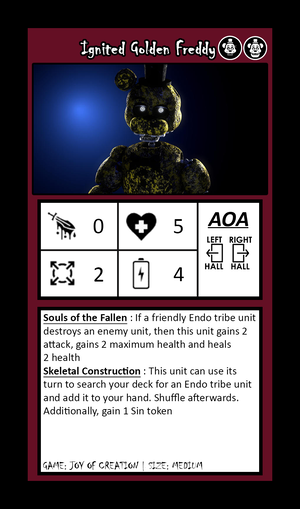 Ignited Golden Freddy
0
5
AOA
LEFT RIGHT
HALL HALL
2
4
Souls of the Fallen : If a friendly Endo tribe unit
destroys an enemy unit, then this unit gains 2
attack, gains 2 maximum health and heals
2 health
Skeletal Construction : This unit can use its
turn to search your deck for an Endo tribe unit
and add it to your hand. Shuffle afterwards.
Additionally, gain 1 Sin token
GAME: JOY OF CREATION | SIZE: MEDIUM